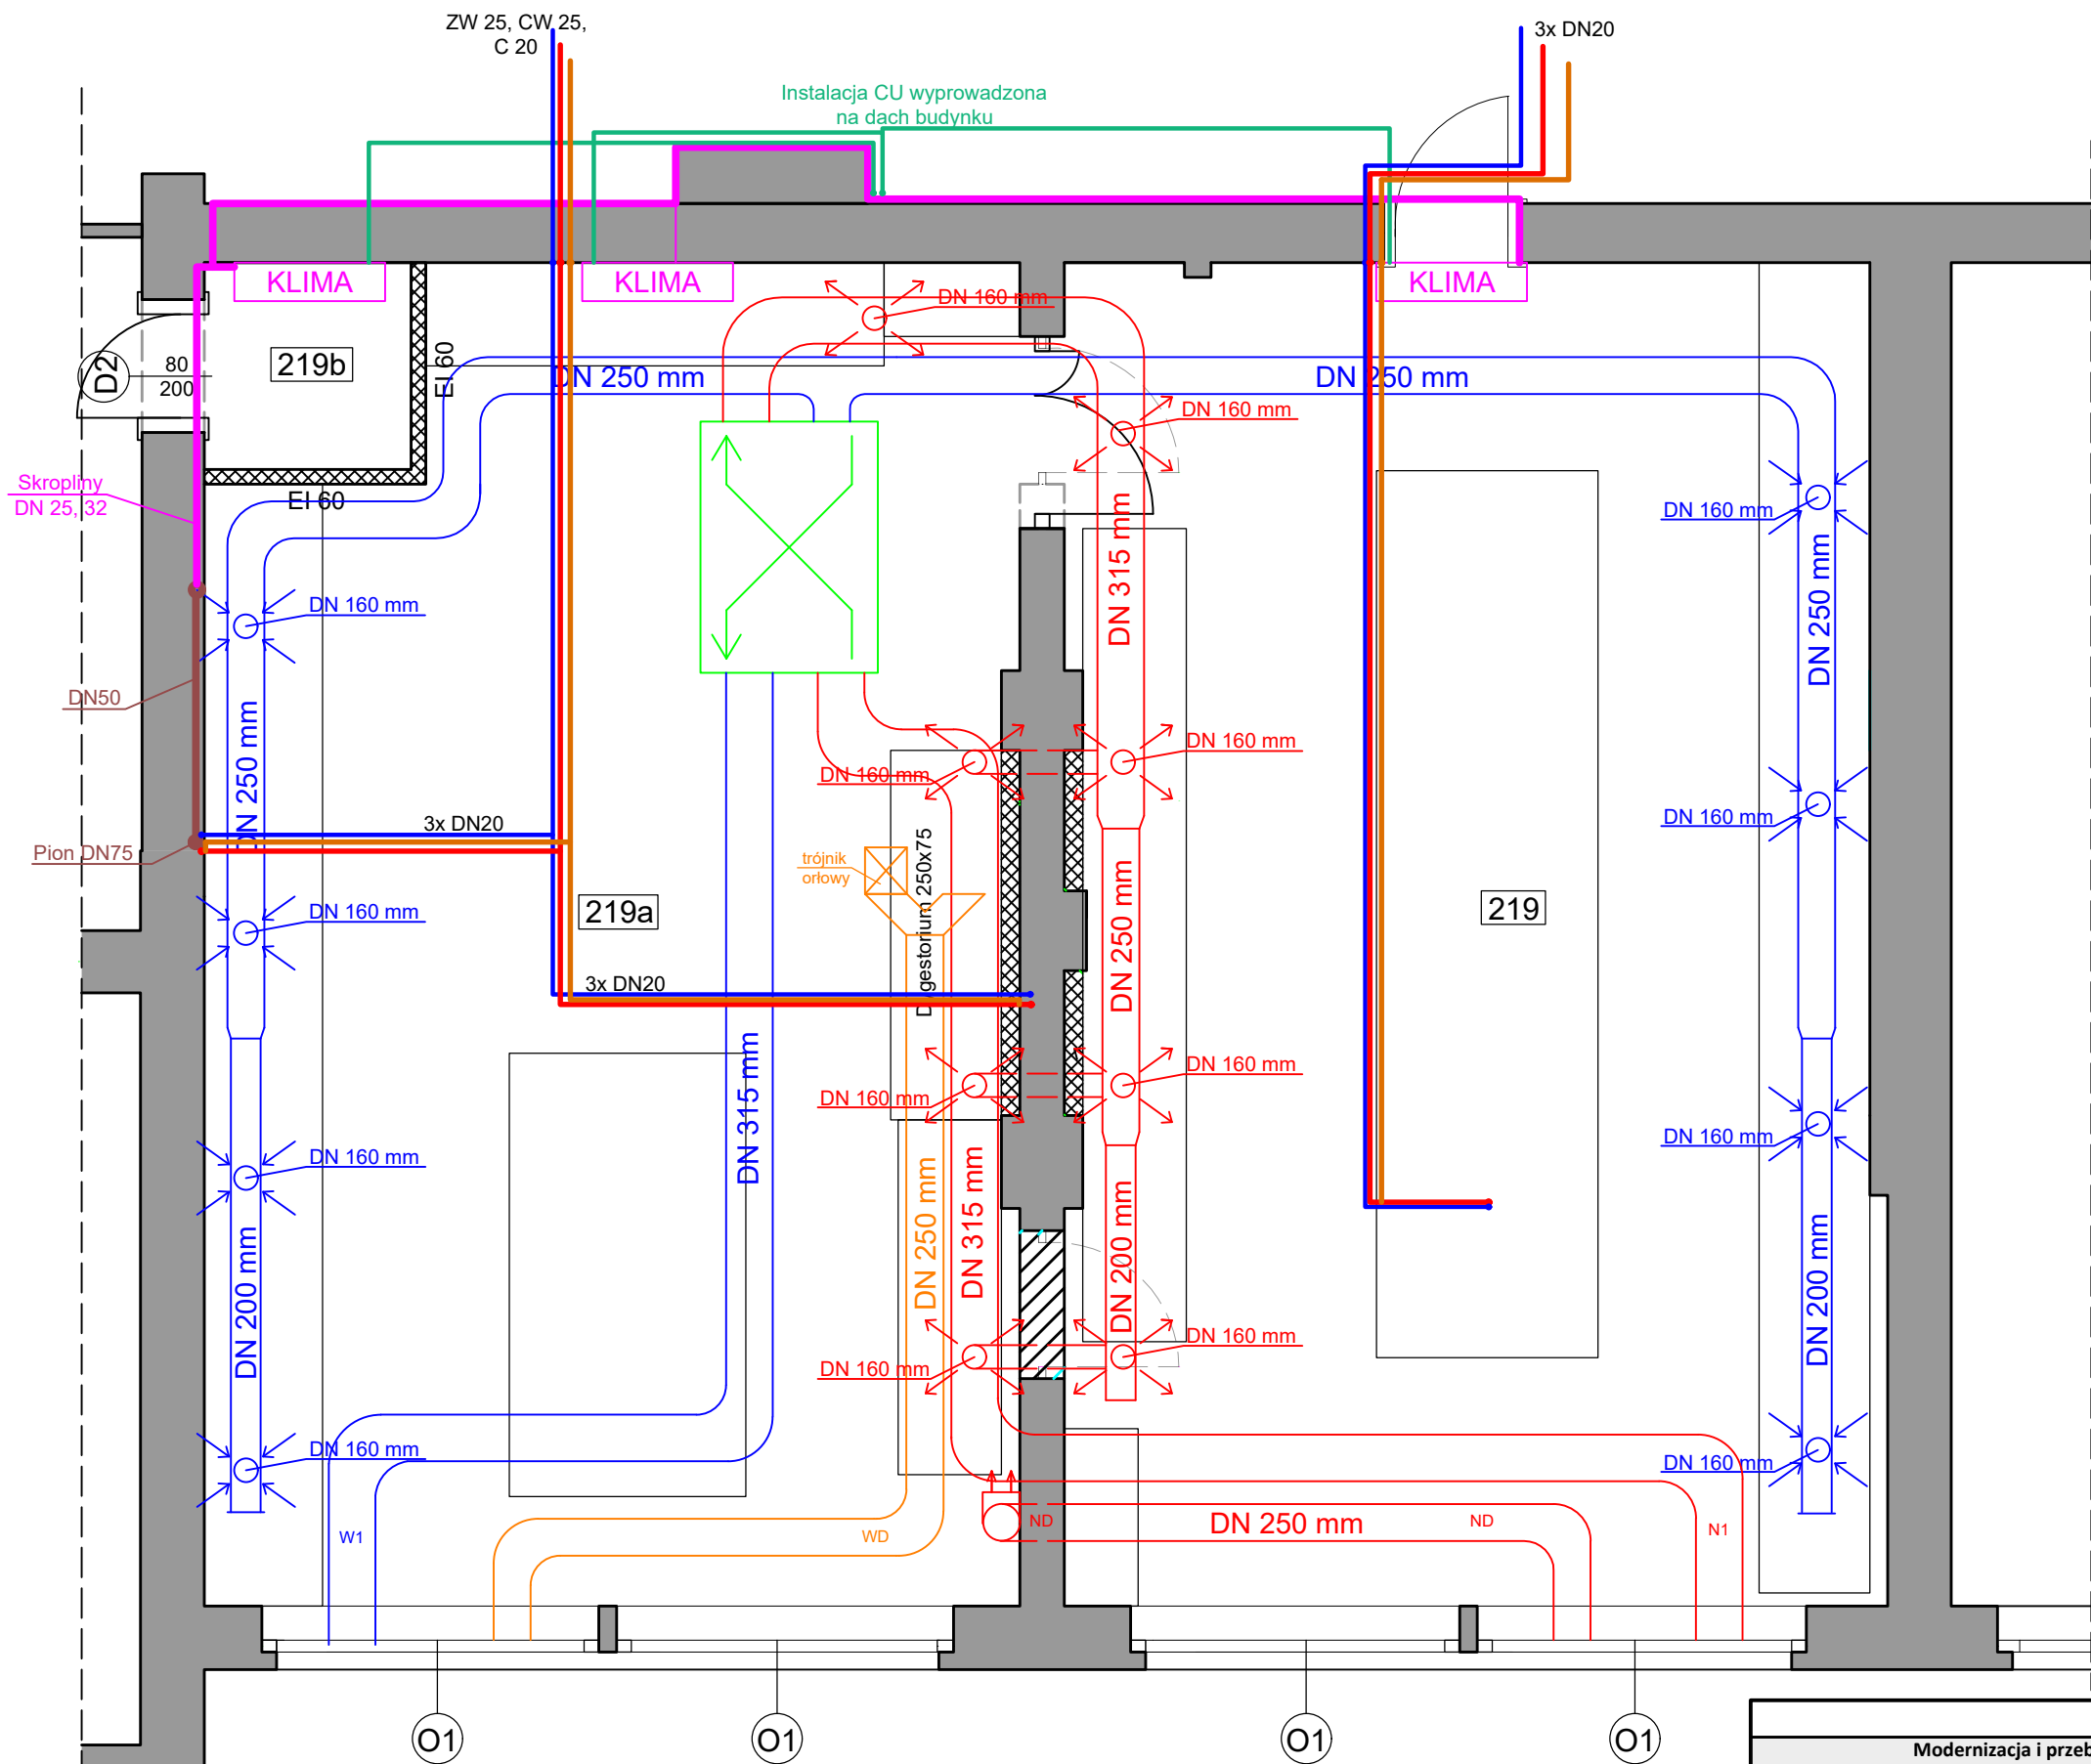 ZW 25, CW 25,
C 20
3x DN20
Instalacja CU wyprowadzona
na dach budynku
KLIMA
KLIMA
KLIMA
DN 160 mm
219b
EI 60
D2
80
200
DN 250 mm
DN 250 mm
DN 160 mm
Skropliny
DN 25, 32
EI 60
DN 160 mm
DN 315 mm
DN 160 mm
DN 250 mm
DN50
DN 250 mm
DN 160 mm
DN 160 mm
DN 160 mm
3x DN20
Pion DN75
trójnik
orłowy
gestorium 250x75
219a
DN 160 mm
219
DN 250 mm
3x DN20
DN 315 mm
DN 160 mm
DN 160 mm
DN 160 mm
DN 160 mm
DN 250 mm
DN 315 mm
DN 200 mm
DN 200 mm
DN 200 mm
DN 160 mm
DN 160 mm
DN 160 mm
DN 160 mm
W1
WD
ND
DN 250 mm
ND
N1
O1
O1
O1
O1
Modernizacja i przeb